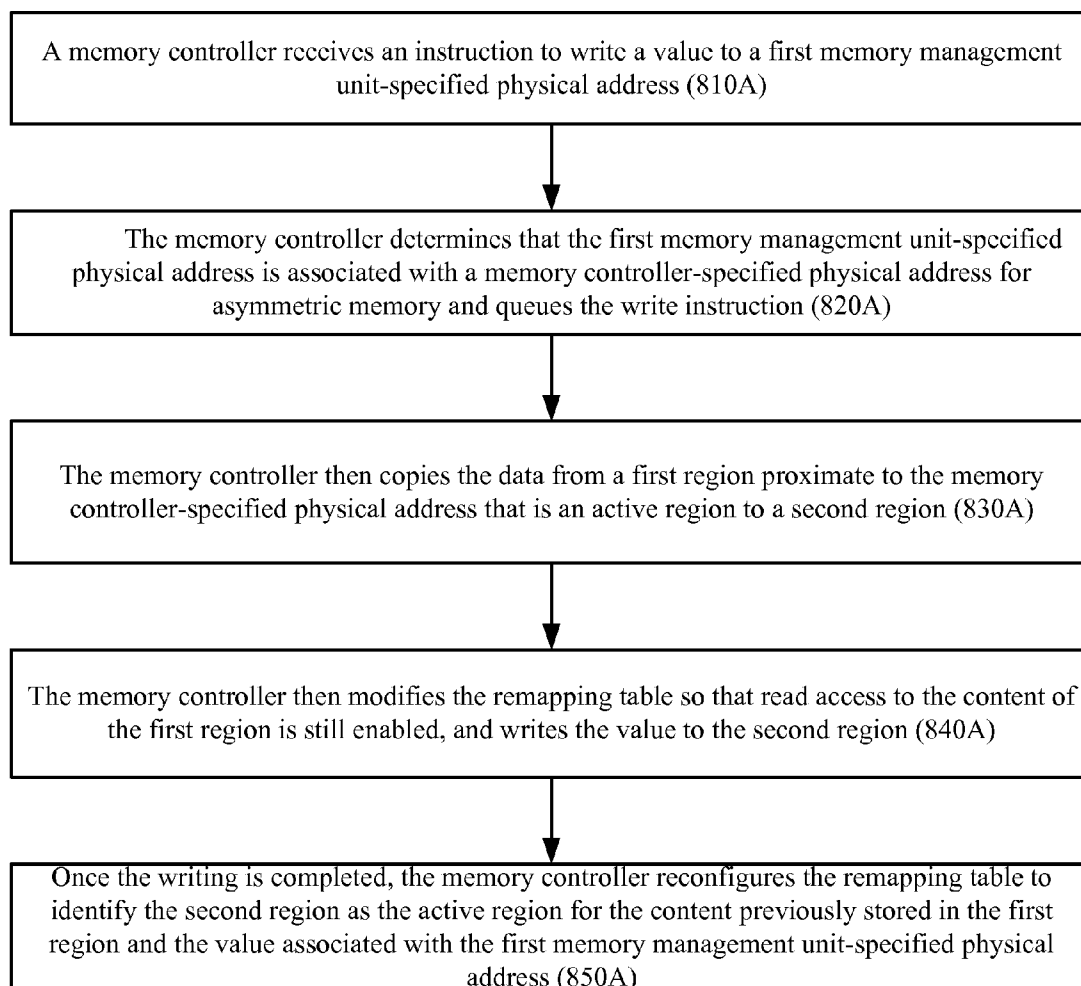 A memory controller receives an instruction to write a value to a first memory management
unit-specified physical address (810A)
The memory controller determines that the first memory management unit-specified
physical address is associated with a memory controller-specified physical address for
asymmetric memory and queues the write instruction (820A)
The memory controller then copies the data from a first region proximate to the memory
controller-specified physical address that is an active region to a second region (830A)
The memory controller then modifies the remapping table so that read access to the content of
the first region is still enabled, and writes the value to the second region (840A)
Once the writing is completed, the memory controller reconfigures the remapping table to
identify the second region as the active region for the content previously stored in the first
region and the value associated with the first memory management unit-specified physical
address (850A)